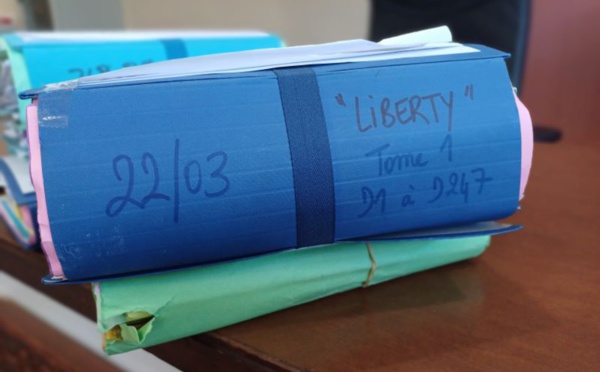 22/03
"LiBERTY"
Tome 1
D1 à D247